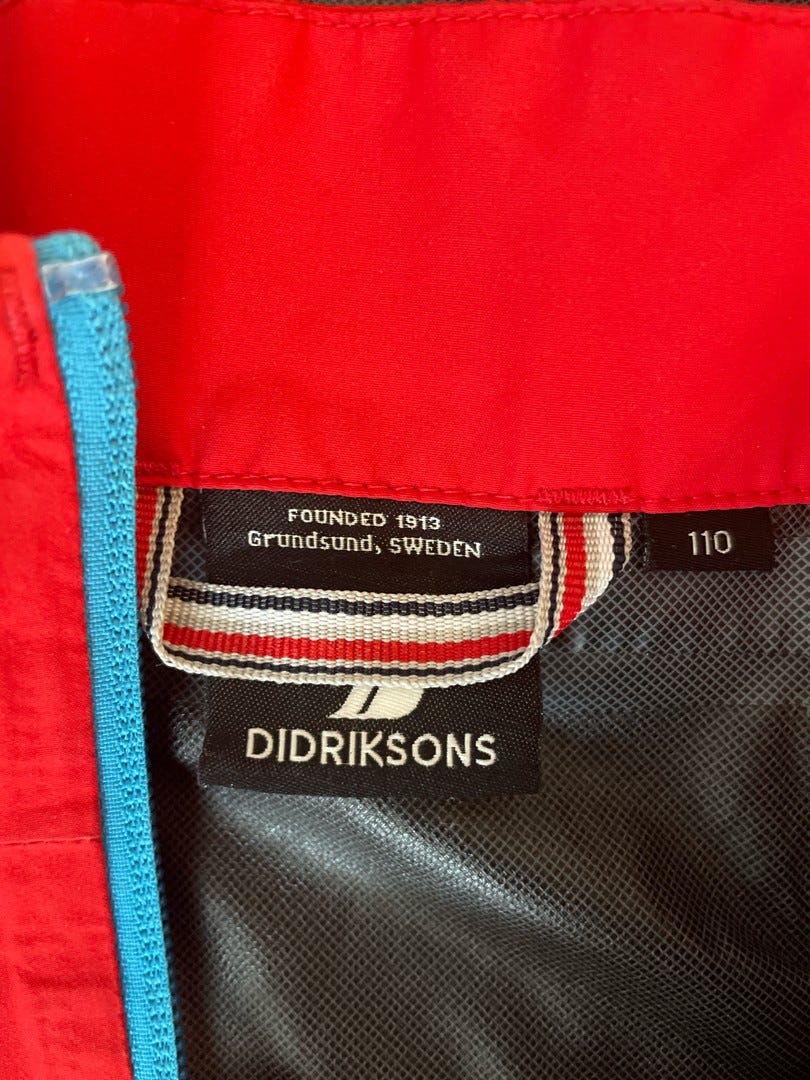 FOUNDED 1913
Grundsund, SWEDEN
110
DIDRIKSONS